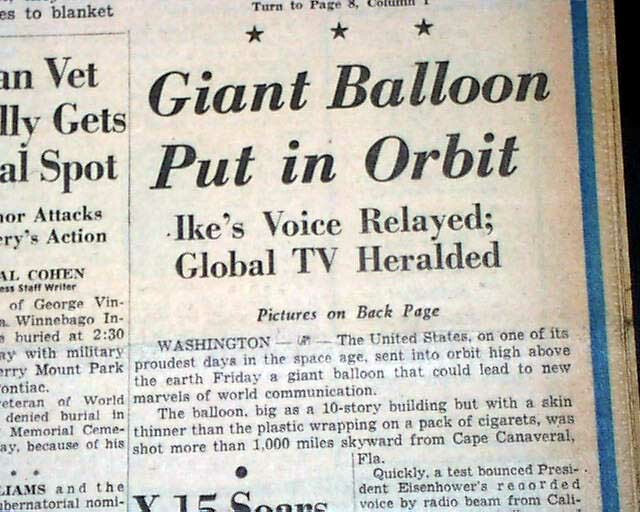 es to blanket
an Vet
lly Gets
al Spot
nor Attacks
ery's Action
AL COHEN
ess Staff Writer
of George Vin-
a. Winnebago In-
s buried at 2:30
ay with military
erry Mount Park
ontiac.
veteran of World
denied burial in
Memorial Ceme-
ay, because of his
LIAMS and the
ubernatorial nomi-
Turn to Page 8, Column 1
Giant Balloon
Put in Orbit
Ike's Voice Relayed;
Global TV Heralded
Pictures on Back Page
WASHINGTON — AP — The United States, on one of its
proudest days in the space age, sent into orbit high above
the earth Friday a giant balloon that could lead to new
marvels of world communication.
The balloon, big as a 10-story building but with a skin
thinner than the plastic wrapping on a pack of cigarets, was
shot more than 1,000 miles skyward from Cape Canaveral,
Fla.
Quickly, a test bounced Presi-
dent Eisenhower's recorded
voice by radio beam from Cali-
X-15 Soars